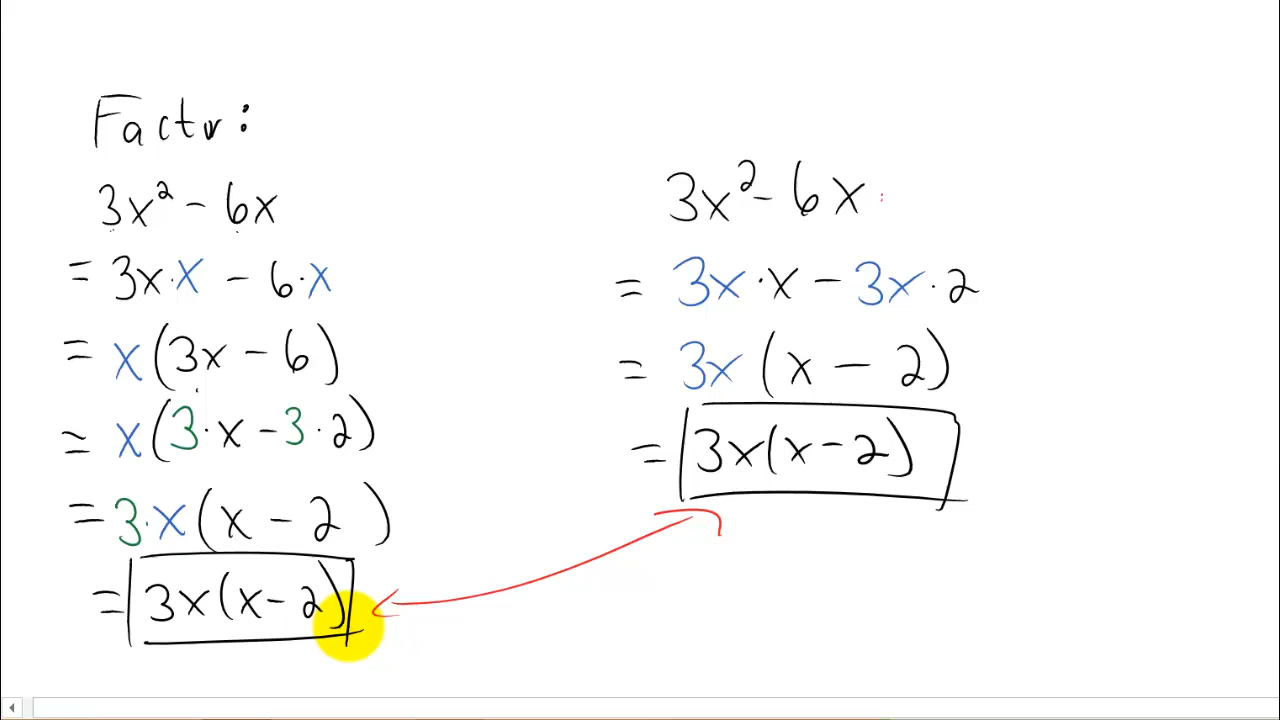 Factor:
3x² - 6x
= 3x·x - 6·x
= x(3x - 6)
= x(3·x - 3·2)
= 3·x(x - 2)
= 3x(x-2)
3x² - 6x
= 3x·x - 3x·2
= 3x(x - 2)
= 3x(x-2)